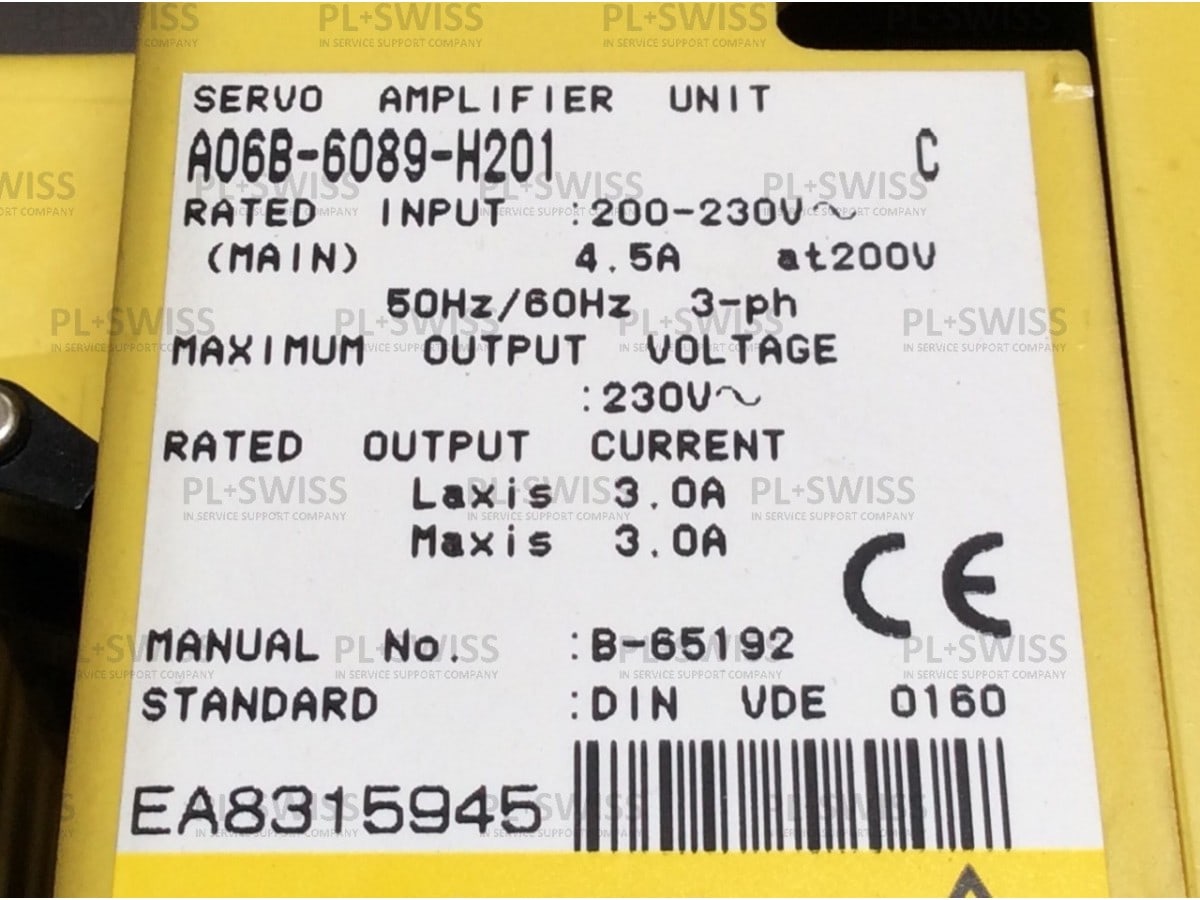 SERVO AMPLIFIER UNIT
A06B-6089-H201 C
RATED INPUT :200-230V~
(MAIN) 4.5A at200V
50Hz/60Hz 3-ph
MAXIMUM OUTPUT VOLTAGE
:230V~
RATED OUTPUT CURRENT
Laxis 3.0A
Maxis 3.0A
CE
MANUAL No. :B-65192
STANDARD :DIN VDE 0160
EA8315945
PL+SWISS
IN SERVICE SUPPORT COMPANY